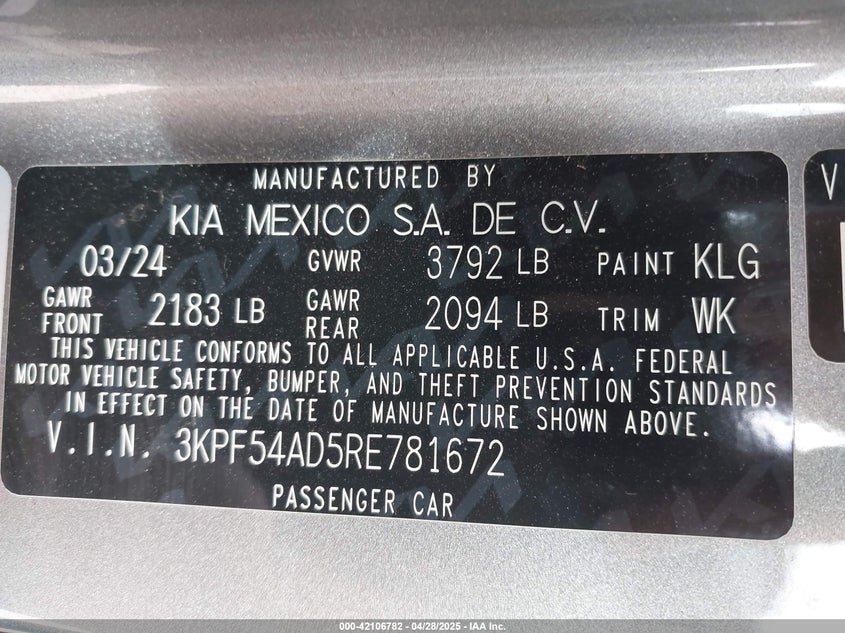 MANUFACTURED BY
KIA MEXICO S.A. DE C.V.
03/24 GVWR 3792 LB PAINT KLG
GAWR FRONT 2183 LB GAWR REAR 2094 LB TRIM WK
THIS VEHICLE CONFORMS TO ALL APPLICABLE U.S.A. FEDERAL
MOTOR VEHICLE SAFETY, BUMPER, AND THEFT PREVENTION STANDARDS
IN EFFECT ON THE DATE OF MANUFACTURE SHOWN ABOVE.
V.I.N. 3KPF54AD5RE781672
PASSENGER CAR
V
000-42106782 - 04/28/2025 - IAA Inc.